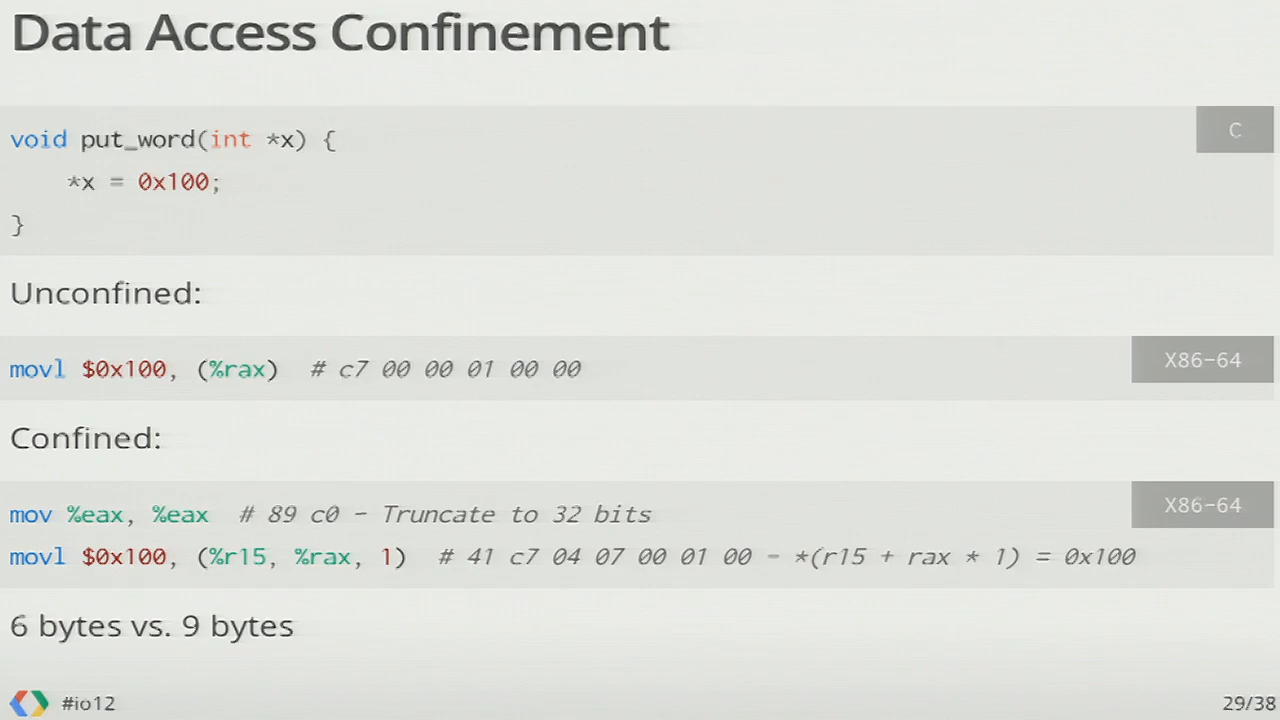 Data Access Confinement
C
void put_word(int *x) {
*x = 0x100;
}
Unconfined:
X86-64
movl $0x100, (%rax) # c7 00 00 01 00 00
Confined:
X86-64
mov %eax, %eax # 89 c0 - Truncate to 32 bits
movl $0x100, (%r15, %rax, 1) # 41 c7 04 07 00 01 00 - *(r15 + rax * 1) = 0x100
6 bytes vs. 9 bytes
#io12
29/38